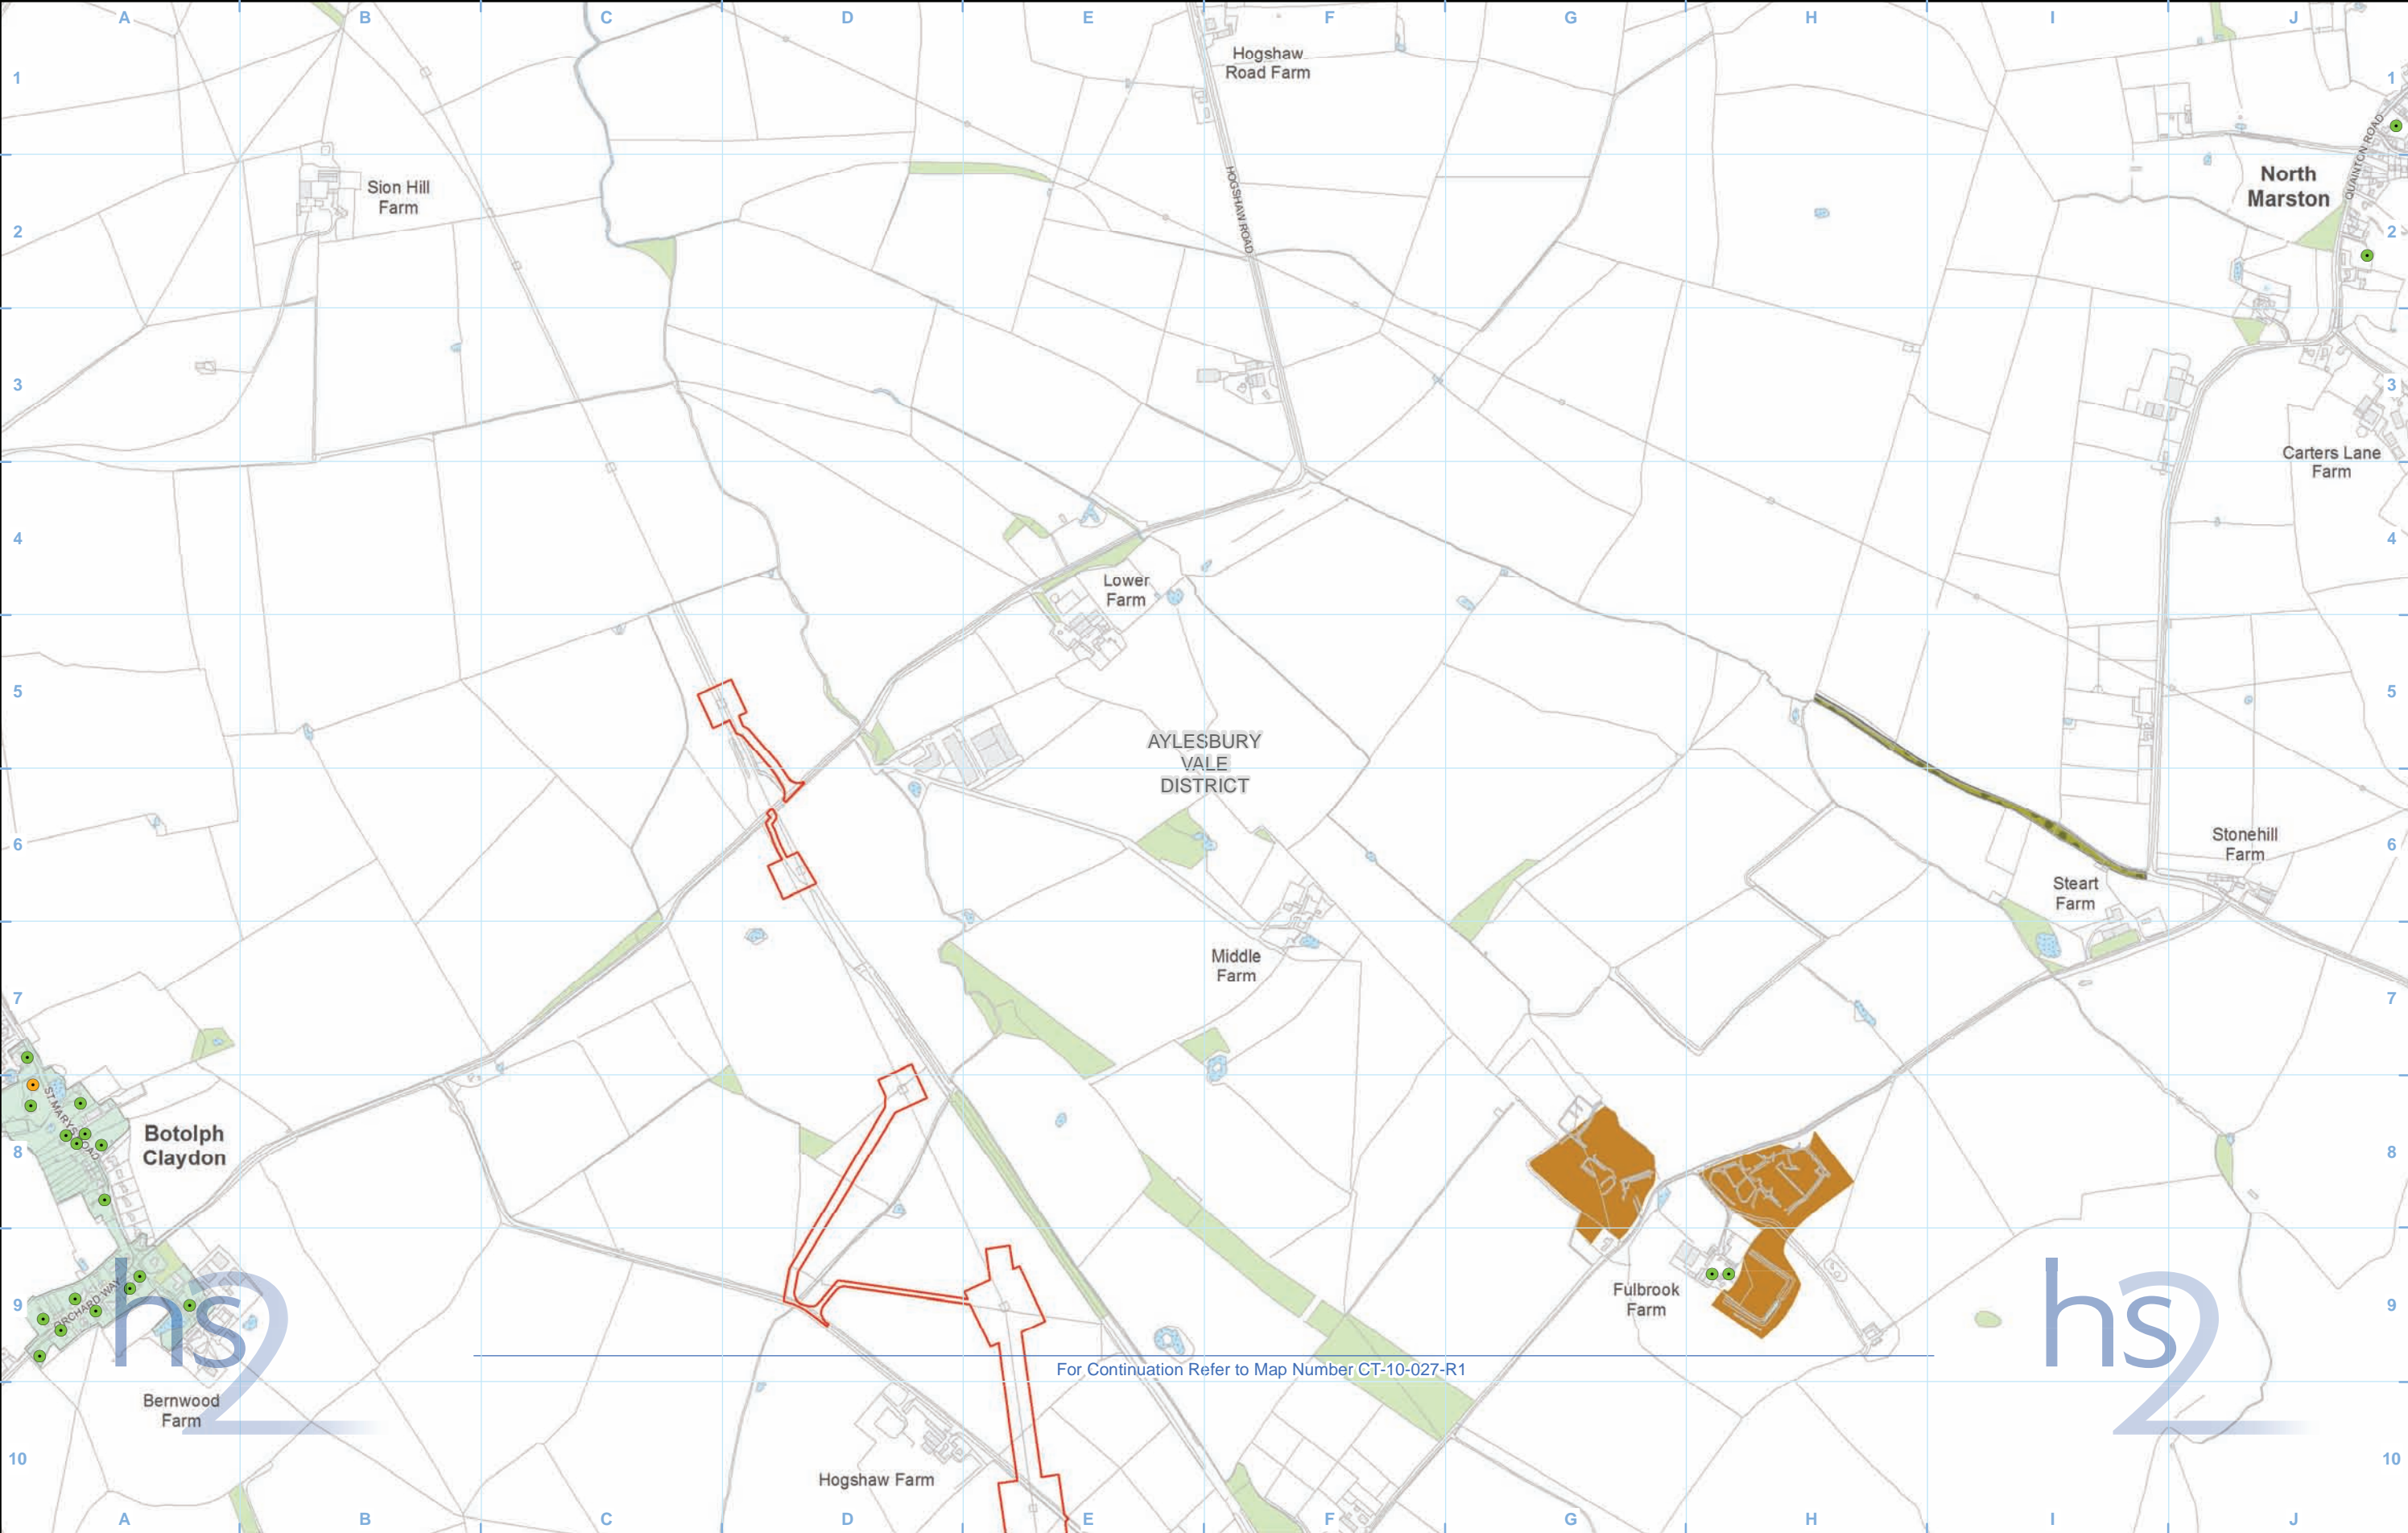 A B C D E F G H I J
1 1
Hogshaw
Road Farm
QUAINTON ROAD
North
Marston
Sion Hill
Farm
HOGSHAW ROAD
2 2
3 3
Carters Lane
Farm
4 4
Lower
Farm
5 5
AYLESBURY
VALE
DISTRICT
6 6
Stonehill
Farm
Steart
Farm
Middle
Farm
7 7
ST MARYS ROAD
Botolph
Claydon
8 8
Fulbrook
Farm
9 9
ORCHARD WAY
hs2
hs2
For Continuation Refer to Map Number CT-10-027-R1
Bernwood
Farm
10 10
Hogshaw Farm
A B C D E F G H I J